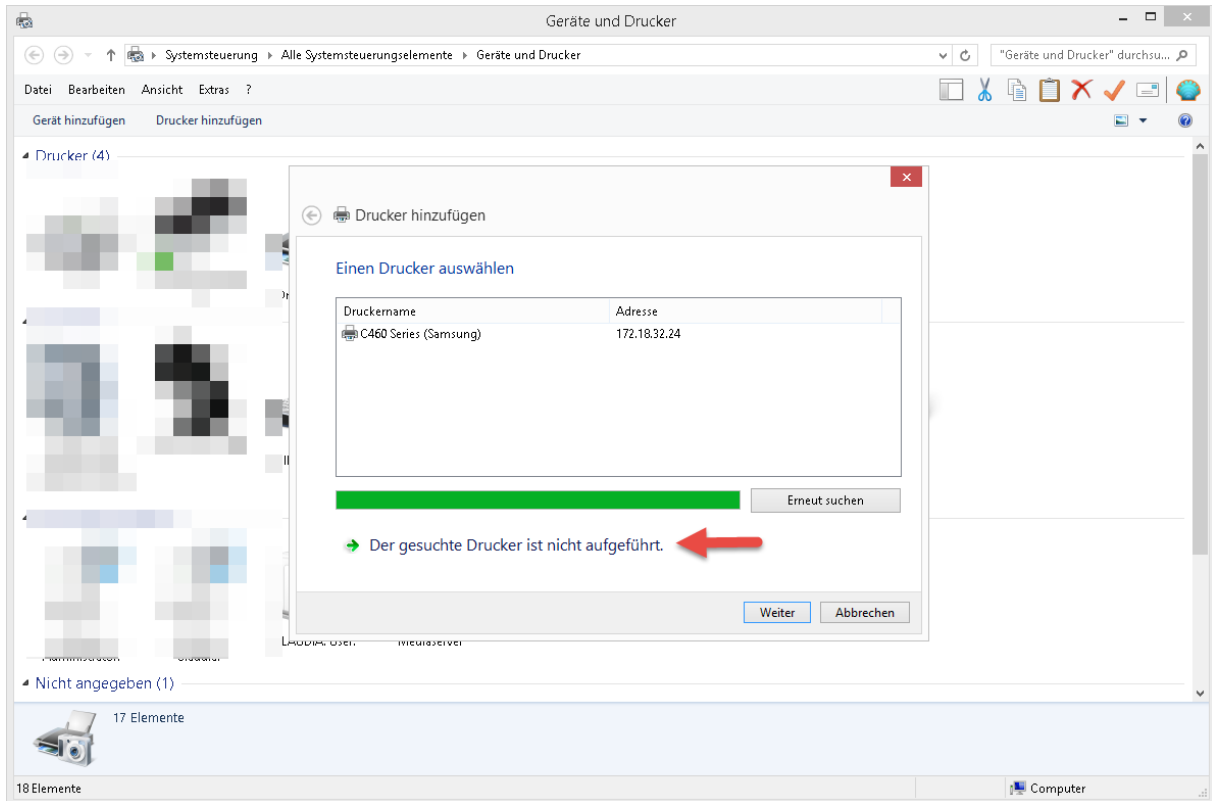 Geräte und Drucker
Systemsteuerung Alle Systemsteuerungselemente Geräte und Drucker
"Geräte und Drucker" durchsu...
Datei Bearbeiten Ansicht Extras ?
Gerät hinzufügen Drucker hinzufügen
Drucker (4)
Drucker hinzufügen
Einen Drucker auswählen
Druckername Adresse
C460 Series (Samsung) 172.18.32.24
Erneut suchen
Der gesuchte Drucker ist nicht aufgeführt.
Weiter Abbrechen
Mediaserver
Nicht angegeben (1)
17 Elemente
18 Elemente Computer